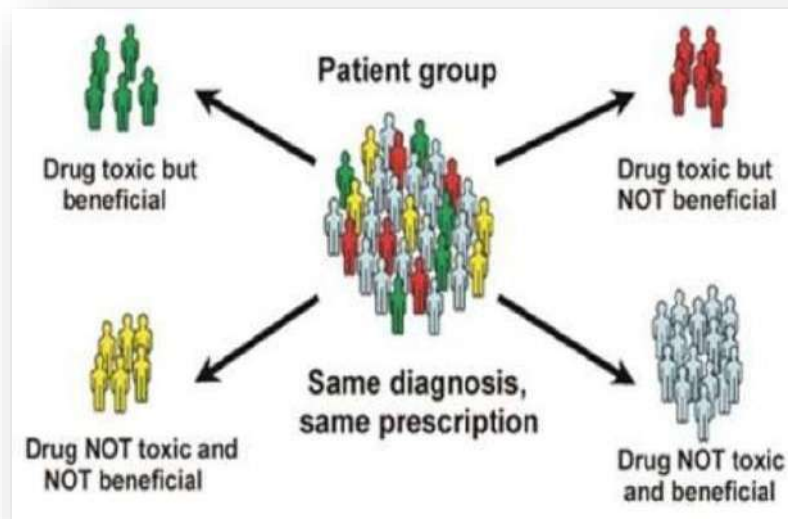 Patient group
Drug toxic but
beneficial
Drug toxic but
NOT beneficial
Same diagnosis,
same prescription
Drug NOT toxic and
NOT beneficial
Drug NOT toxic
and beneficial